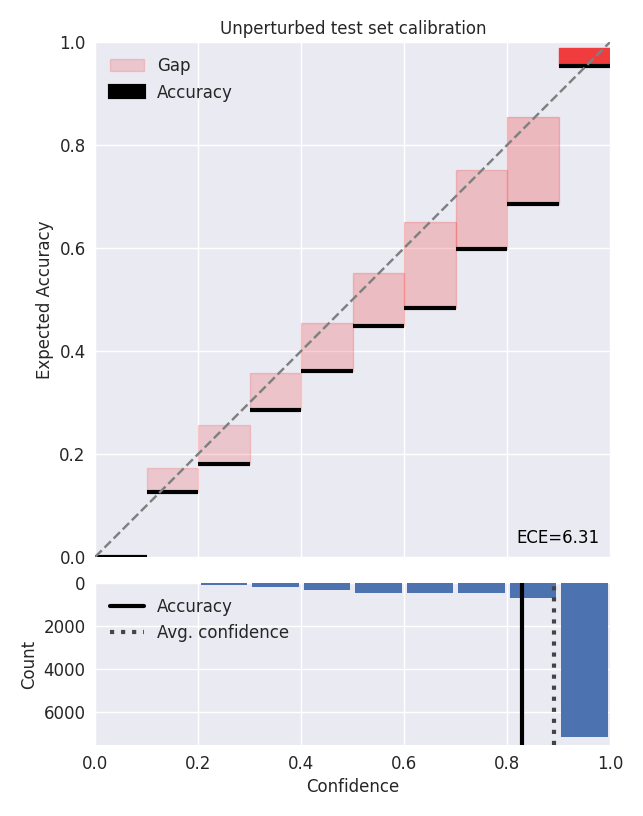 Unperturbed test set calibration
1.0
Gap
Accuracy
0.8
0.6
Expected Accuracy
0.4
0.2
ECE=6.31
0.0
0
Accuracy
2000
Avg. confidence
Count
4000
6000
0.0 0.2 0.4 0.6 0.8 1.0
Confidence